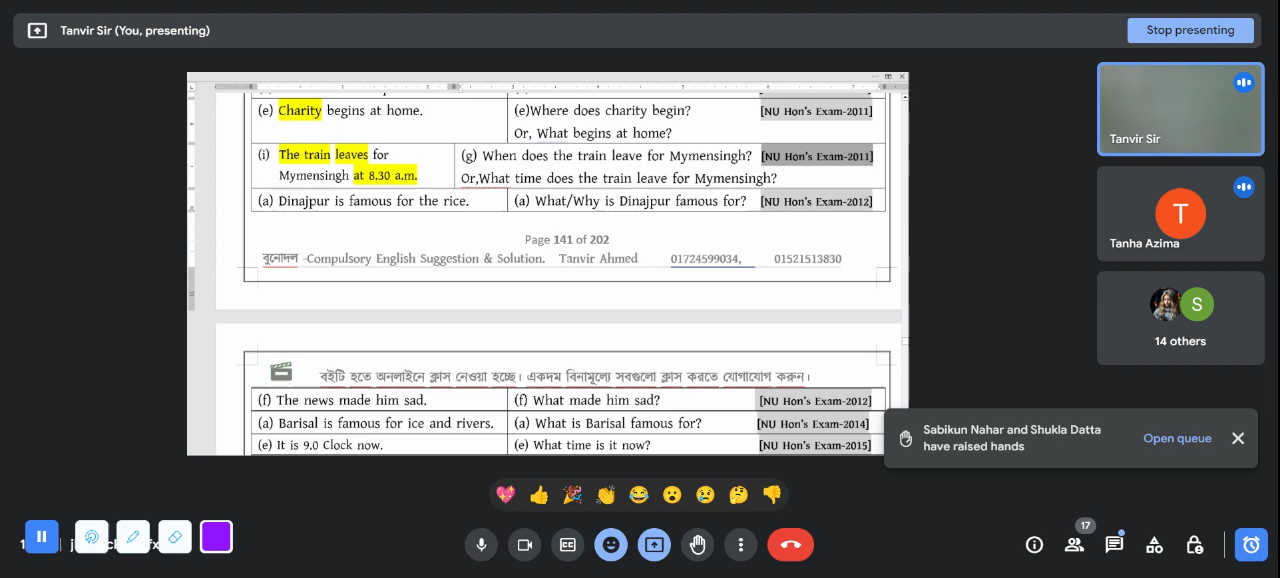 Tanvir Sir (You, presenting)
Stop presenting
(e) Charity begins at home. (e)Where does charity begin? [NU Hon's Exam-2011]
Or, What begins at home?
(i) The train leaves for (g) When does the train leave for Mymensingh? [NU Hon's Exam-2011]
Mymensingh at 8.30 a.m. Or,What time does the train leave for Mymensingh?
(a) Dinajpur is famous for the rice. (a) What/Why is Dinajpur famous for? [NU Hon's Exam-2012]
Page 141 of 202
বুনোদল -Compulsory English Suggestion & Solution. Tanvir Ahmed 01724599034, 01521513830
বইটি হতে অনলাইনে ক্লাস নেওয়া হচ্ছে। একদম বিনামূল্যে সবগুলো ক্লাস করতে যোগাযোগ করুন।
(f) The news made him sad. (f) What made him sad? [NU Hon's Exam-2012]
(a) Barisal is famous for ice and rivers. (a) What is Barisal famous for? [NU Hon's Exam-2014]
(e) It is 9.0 Clock now. (e) What time is it now? [NU Hon's Exam-2015]
Tanvir Sir
T
Tanha Azima
S
14 others
Sabikun Nahar and Shukla Datta
have raised hands
Open queue
17